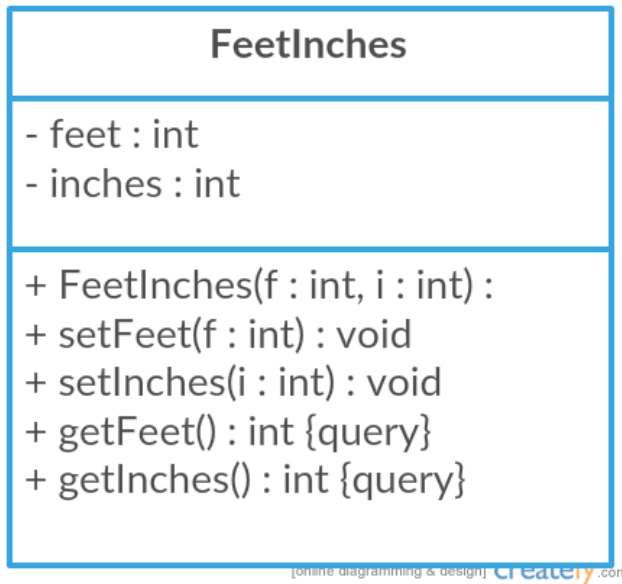 FeetInches
- feet : int
- inches : int
+ FeetInches(f : int, i : int) :
+ setFeet(f : int) : void
+ setInches(i : int) : void
+ getFeet() : int {query}
+ getInches() : int {query}
[online diagramming & design] creately.com